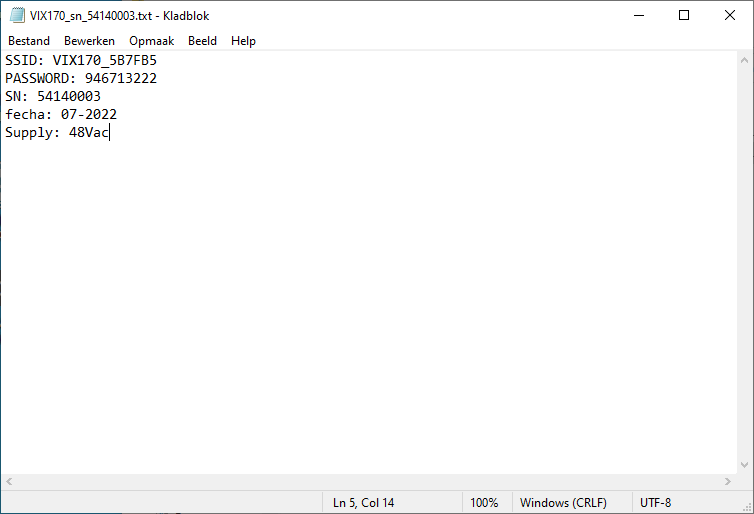 VIX170_sn_54140003.txt - Kladblok
Bestand Bewerken Opmaak Beeld Help
SSID: VIX170_5B7FB5
PASSWORD: 946713222
SN: 54140003
fecha: 07-2022
Supply: 48Vac
Ln 5, Col 14 100% Windows (CRLF) UTF-8